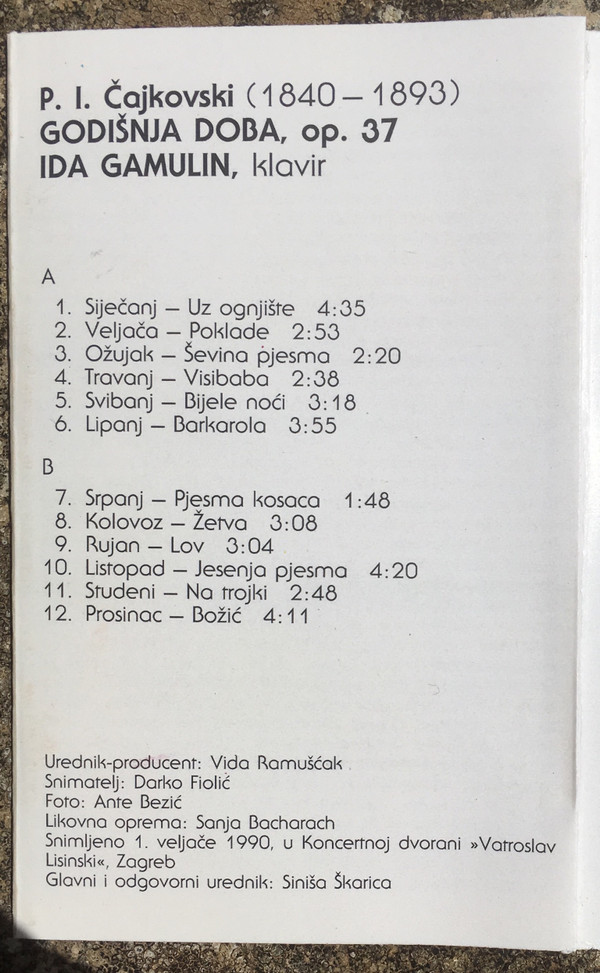 P. I. Čajkovski (1840 – 1893)
GODIŠNJA DOBA, op. 37
IDA GAMULIN, klavir
A
1. Siječanj – Uz ognjište 4:35
2. Veljača – Poklade 2:53
3. Ožujak – Ševina pjesma 2:20
4. Travanj – Visibaba 2:38
5. Svibanj – Bijele noći 3:18
6. Lipanj – Barkarola 3:55
B
7. Srpanj – Pjesma kosaca 1:48
8. Kolovoz – Žetva 3:08
9. Rujan – Lov 3:04
10. Listopad – Jesenja pjesma 4:20
11. Studeni – Na trojki 2:48
12. Prosinac – Božić 4:11
Urednik-producent: Vida Ramušćak
Snimatelj: Darko Fiolić
Foto: Ante Bezić
Likovna oprema: Sanja Bacharach
Snimljeno 1. veljače 1990, u Koncertnoj dvorani »Vatroslav
Lisinski«, Zagreb
Glavni i odgovorni urednik: Siniša Škarica